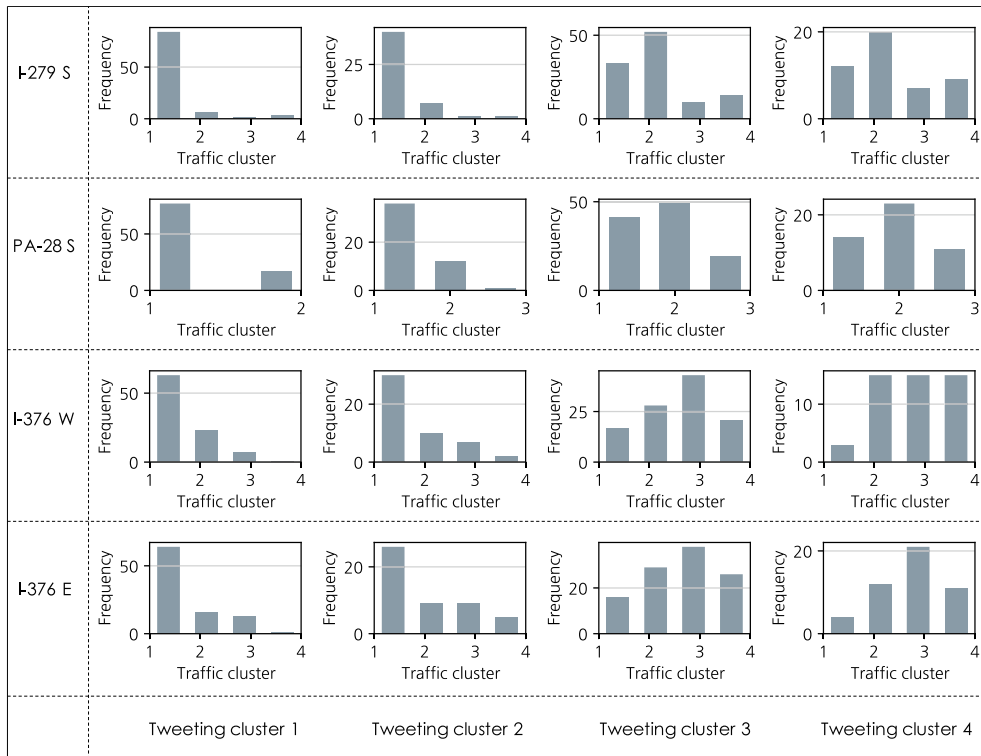 I-279 S
Frequency
50
0
1 2 3 4
Traffic cluster
Frequency
25
0
1 2 3 4
Traffic cluster
Frequency
50
0
1 2 3 4
Traffic cluster
Frequency
20
0
1 2 3 4
Traffic cluster
PA-28 S
Frequency
50
0
1 2
Traffic cluster
Frequency
20
0
1 2 3
Traffic cluster
Frequency
50
0
1 2 3
Traffic cluster
Frequency
20
0
1 2 3
Traffic cluster
I-376 W
Frequency
50
0
1 2 3 4
Traffic cluster
Frequency
20
0
1 2 3 4
Traffic cluster
Frequency
25
0
1 2 3 4
Traffic cluster
Frequency
10
0
1 2 3 4
Traffic cluster
I-376 E
Frequency
50
0
1 2 3 4
Traffic cluster
Frequency
20
0
1 2 3 4
Traffic cluster
Frequency
20
0
1 2 3 4
Traffic cluster
Frequency
20
0
1 2 3 4
Traffic cluster
Tweeting cluster 1
Tweeting cluster 2
Tweeting cluster 3
Tweeting cluster 4